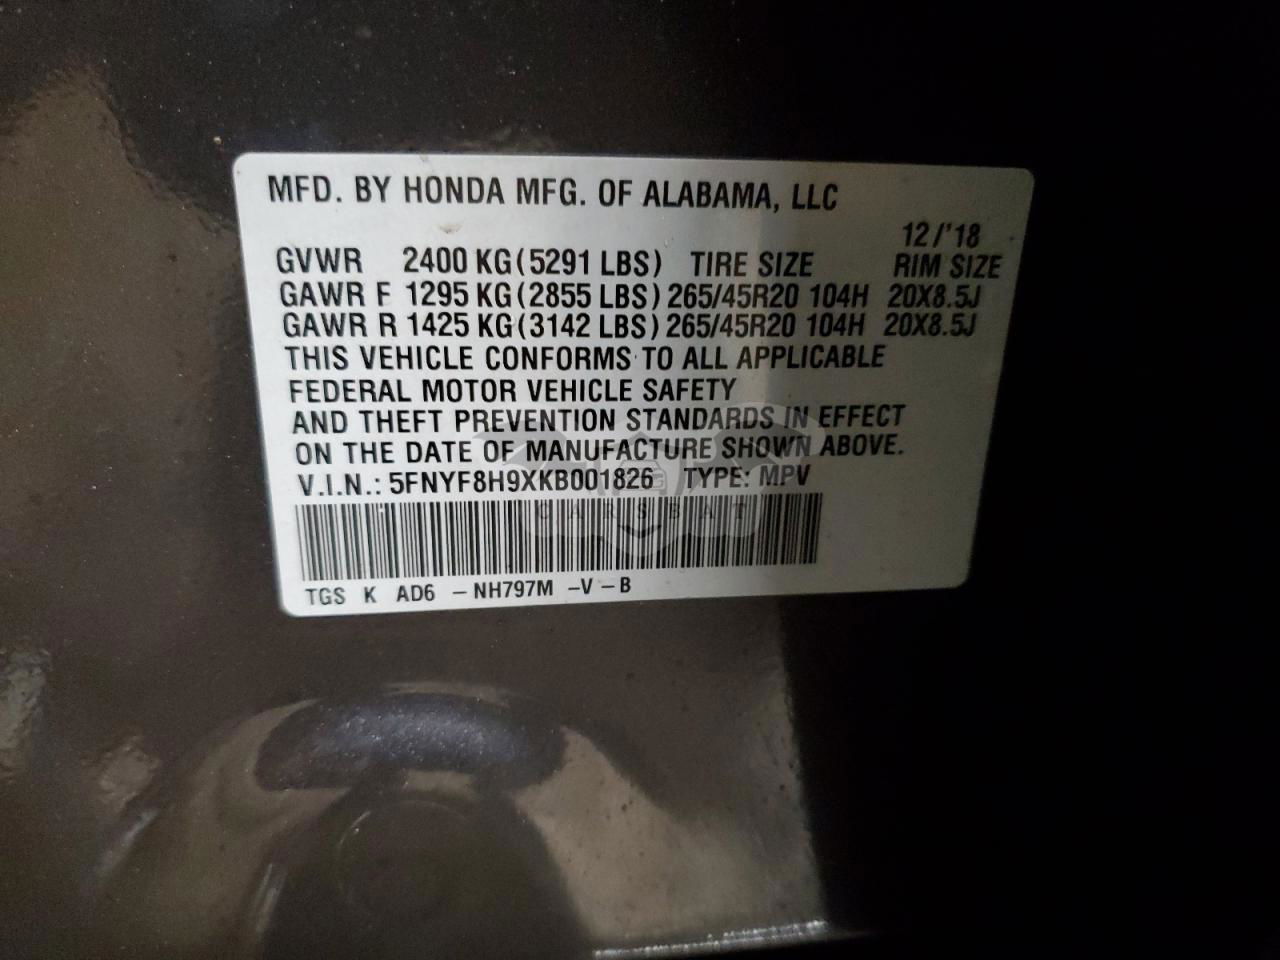 MFD. BY HONDA MFG. OF ALABAMA, LLC
12/'18
GVWR 2400 KG(5291 LBS) TIRE SIZE RIM SIZE
GAWR F 1295 KG(2855 LBS) 265/45R20 104H 20X8.5J
GAWR R 1425 KG(3142 LBS) 265/45R20 104H 20X8.5J
THIS VEHICLE CONFORMS TO ALL APPLICABLE
FEDERAL MOTOR VEHICLE SAFETY
AND THEFT PREVENTION STANDARDS IN EFFECT
ON THE DATE OF MANUFACTURE SHOWN ABOVE.
V.I.N.: 5FNYF8H9XKB001826 TYPE: MPV
CARSBAT
TGS K AD6 - NH797M -V-B